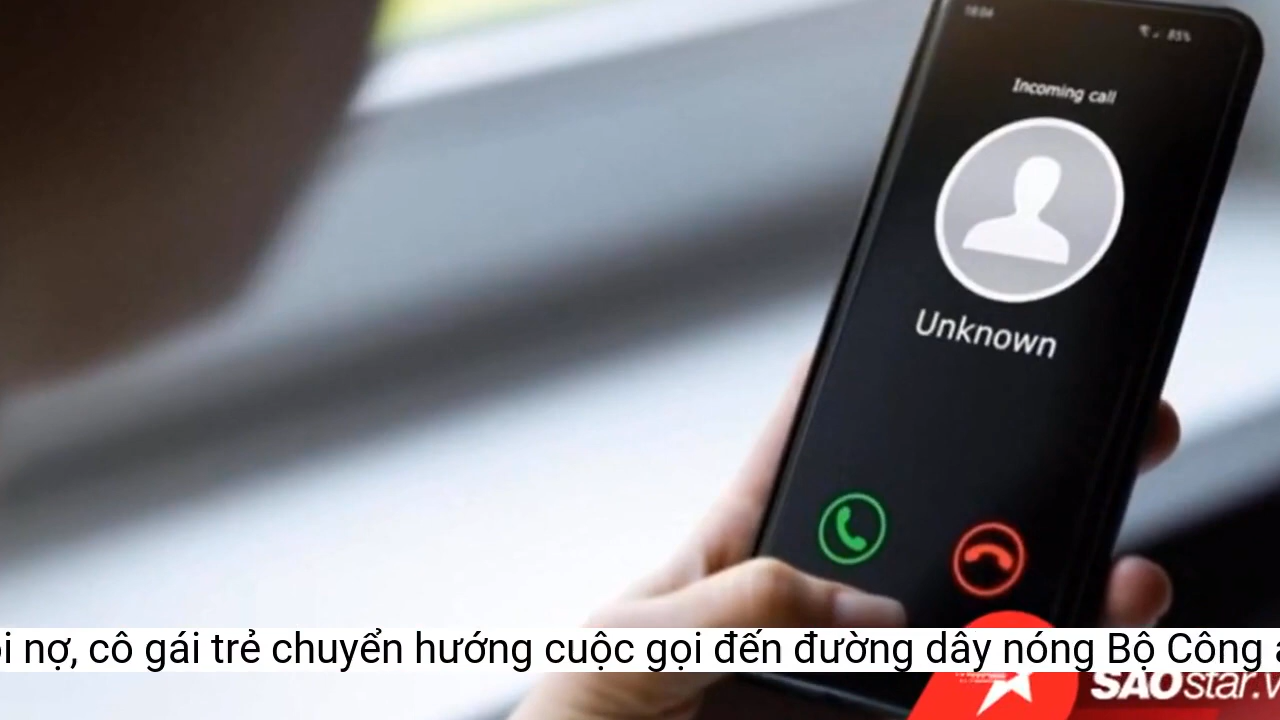 18:04
85%
Incoming call
Unknown
nợ, cô gái trẻ chuyển hướng cuộc gọi đến đường dây nóng Bộ Công
SAOstar.v